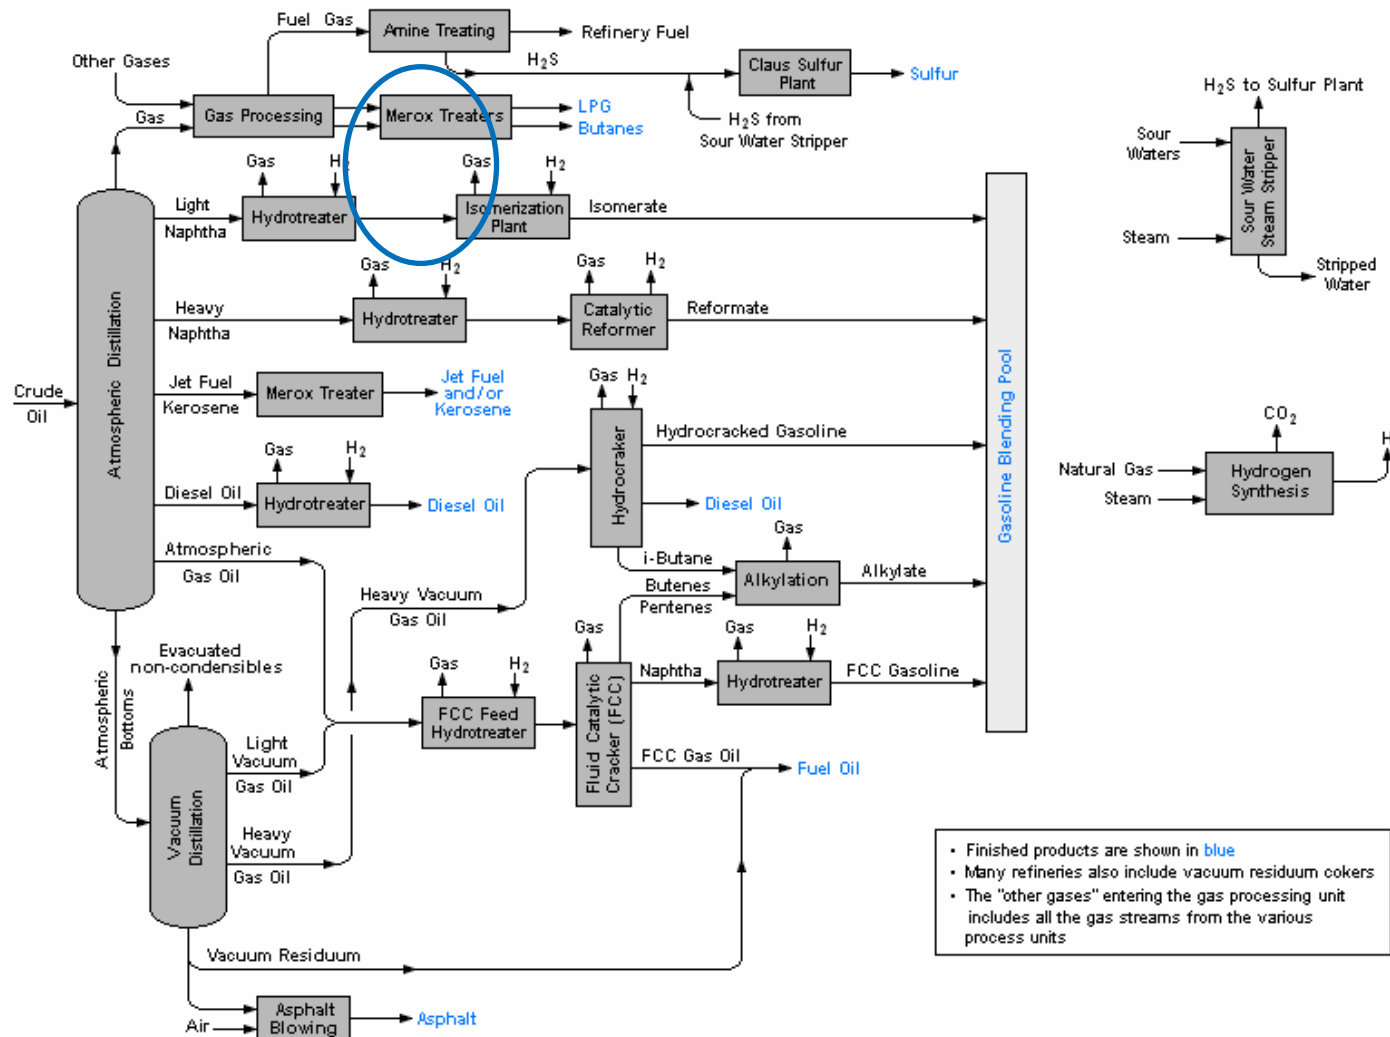 Fuel Gas
Amine Treating
Refinery Fuel
Other Gases
H₂S
Claus Sulfur
Plant
Sulfur
H₂S to Sulfur Plant
Gas Processing
Merox Treaters
LPG
Butanes
Gas
H₂S from
Sour Water Stripper
Sour
Waters
Sour Water
Steam Stripper
Steam
Stripped
Water
Gas
H₂
Gas
H₂
Light
Naphtha
Hydrotreater
Isomerization
Plant
Isomerate
Gas
H₂
Gas
H₂
Heavy
Naphtha
Hydrotreater
Catalytic
Reformer
Reformate
Atmospheric Distillation
Gasoline Blending Pool
Crude
Oil
Jet Fuel
Kerosene
Merox Treater
Jet Fuel
and/or
Kerosene
Gas
H₂
Hydrocraker
Hydrocracked Gasoline
Diesel Oil
CO₂
H
Natural Gas
Steam
Hydrogen
Synthesis
Gas
H₂
Diesel Oil
Hydrotreater
Diesel Oil
Atmospheric
Gas Oil
i-Butane
Butenes
Pentenes
Gas
Alkylation
Alkylate
Heavy Vacuum
Gas Oil
Evacuated
non-condensibles
Atmospheric
Bottoms
Gas
H₂
FCC Feed
Hydrotreater
Gas
Fluid Catalytic
Cracker (FCC)
Naphtha
Gas
H₂
Hydrotreater
FCC Gasoline
FCC Gas Oil
Fuel Oil
Vacuum
Distillation
Light
Vacuum
Gas Oil
Heavy
Vacuum
Gas Oil
Vacuum Residuum
Air
Asphalt
Blowing
Asphalt
• Finished products are shown in blue
• Many refineries also include vacuum residuum cokers
• The "other gases" entering the gas processing unit
includes all the gas streams from the various
process units